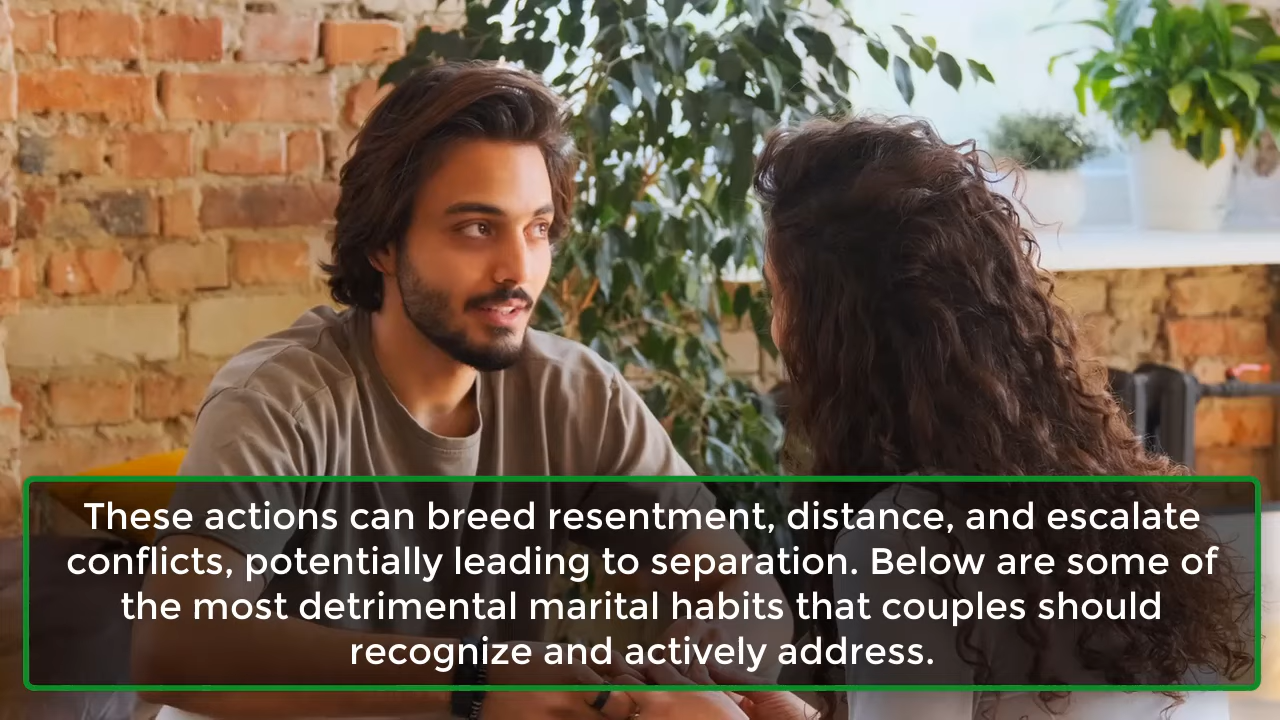 These actions can breed resentment, distance, and escalate
conflicts, potentially leading to separation. Below are some of
the most detrimental marital habits that couples should
recognize and actively address.